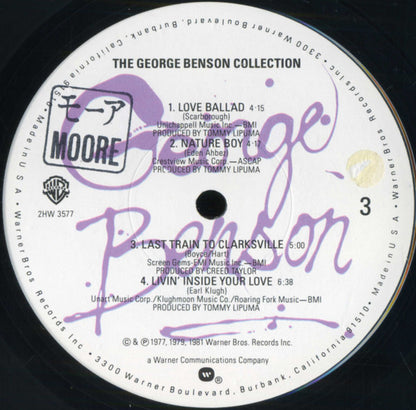 THE GEORGE BENSON COLLECTION
モーア
MOORE
George
Benson
1. LOVE BALLAD 4:15
(Scarborough)
Unichappell Music Inc.—BMI
PRODUCED BY TOMMY LIPUMA
2. NATURE BOY 4:12
(Eden Ahbez)
Crestview Music Corp.—ASCAP
PRODUCED BY TOMMY LIPUMA
2HW 3577
3
3. LAST TRAIN TO CLARKSVILLE 5:00
(Boyce/Hart)
Screen Gems-EMI Music Inc.—BMI
PRODUCED BY CREED TAYLOR
4. LIVIN' INSIDE YOUR LOVE 6:38
(Earl Klugh)
Unart Music Corp./Klughmoon Music Co./Roaring Fork Music—BMI
PRODUCED BY TOMMY LIPUMA
© & ℗ 1977, 1979, 1981 Warner Bros. Records Inc.
a Warner Communications Company
Warner Bros Records Inc. • 3300 Warner Boulevard, Burbank, California 91510 • Made in U S A •